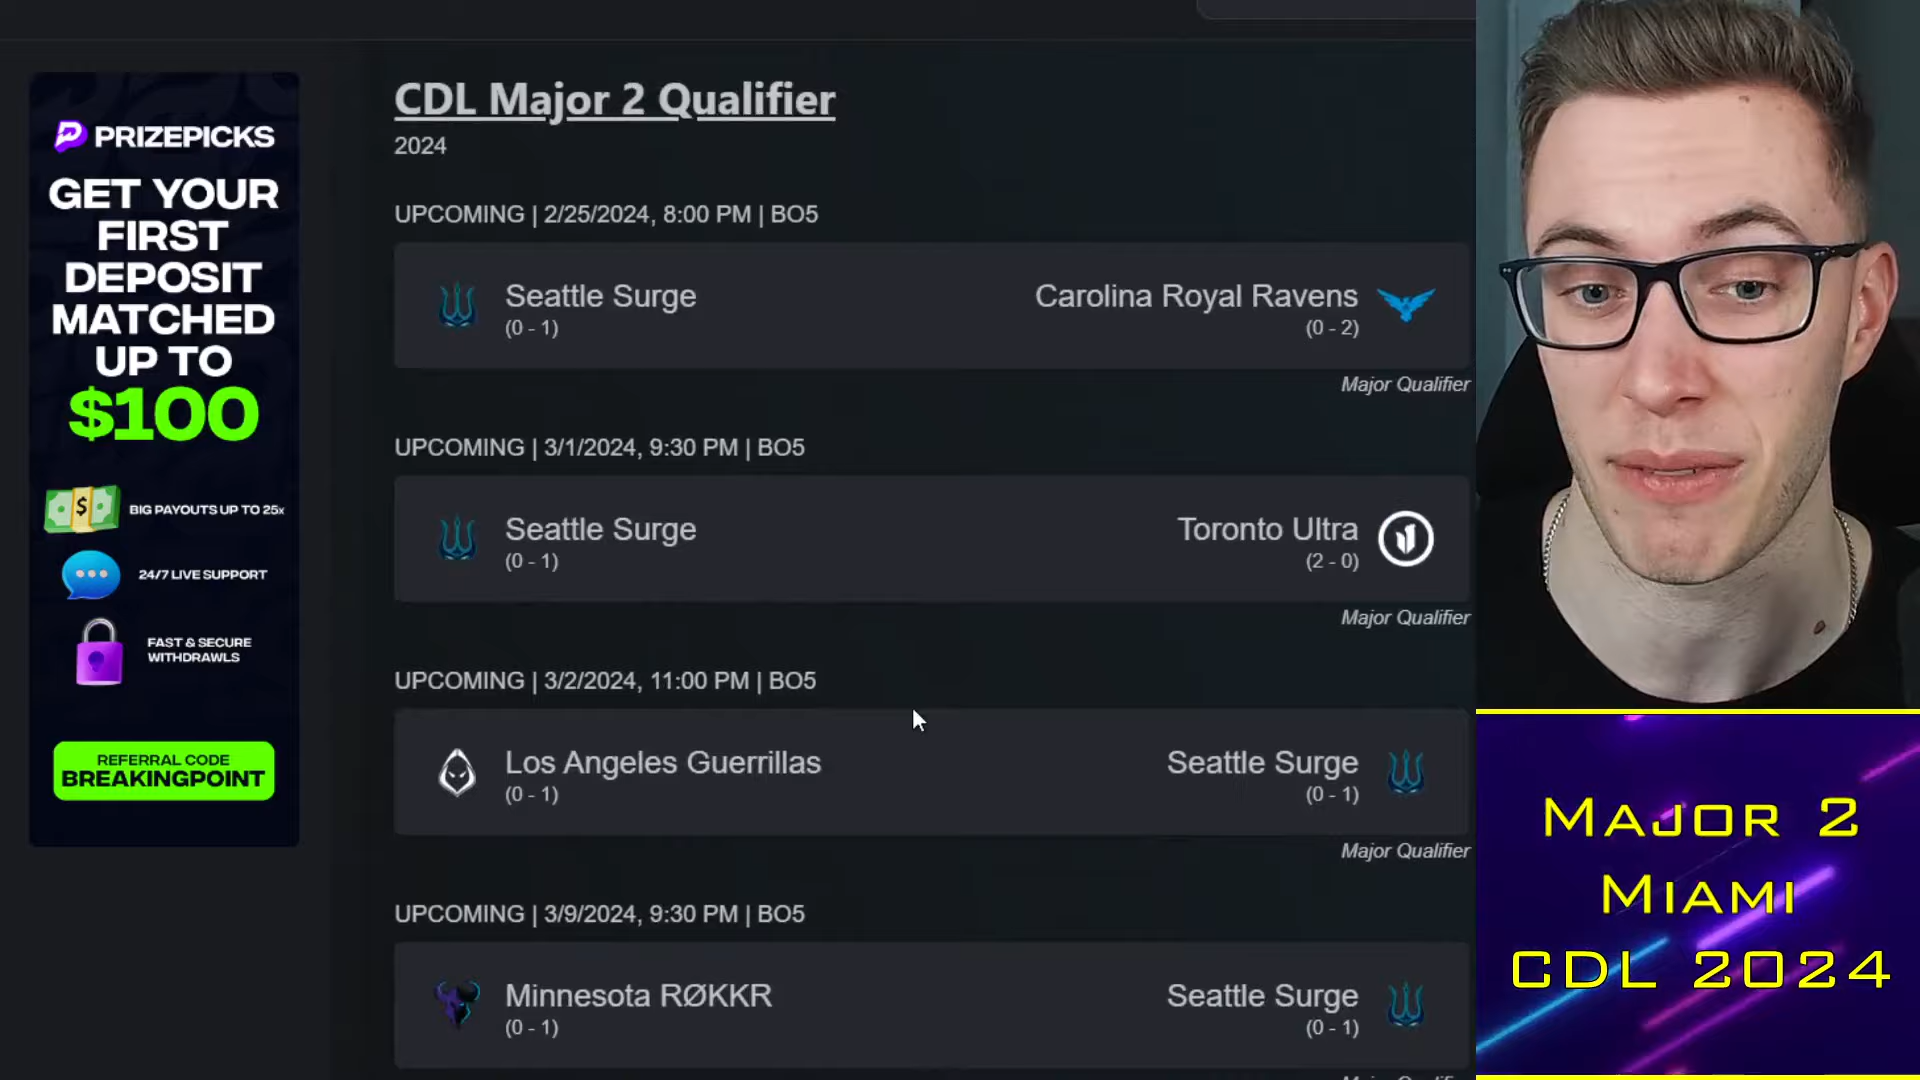 PRIZEPICKS
GET YOUR
FIRST
DEPOSIT
MATCHED
UP TO
$100
BIG PAYOUTS UP TO 25x
24/7 LIVE SUPPORT
FAST & SECURE
WITHDRAWLS
REFERRAL CODE
BREAKINGPOINT
CDL Major 2 Qualifier
2024
UPCOMING | 2/25/2024, 8:00 PM | BO5
Seattle Surge
(0 - 1)
Carolina Royal Ravens
(0 - 2)
Major Qualifier
UPCOMING | 3/1/2024, 9:30 PM | BO5
Seattle Surge
(0 - 1)
Toronto Ultra
(2 - 0)
Major Qualifier
UPCOMING | 3/2/2024, 11:00 PM | BO5
Los Angeles Guerrillas
(0 - 1)
Seattle Surge
(0 - 1)
Major Qualifier
UPCOMING | 3/9/2024, 9:30 PM | BO5
Minnesota RØKKR
(0 - 1)
Seattle Surge
(0 - 1)
MAJOR 2
MIAMI
CDL 2024